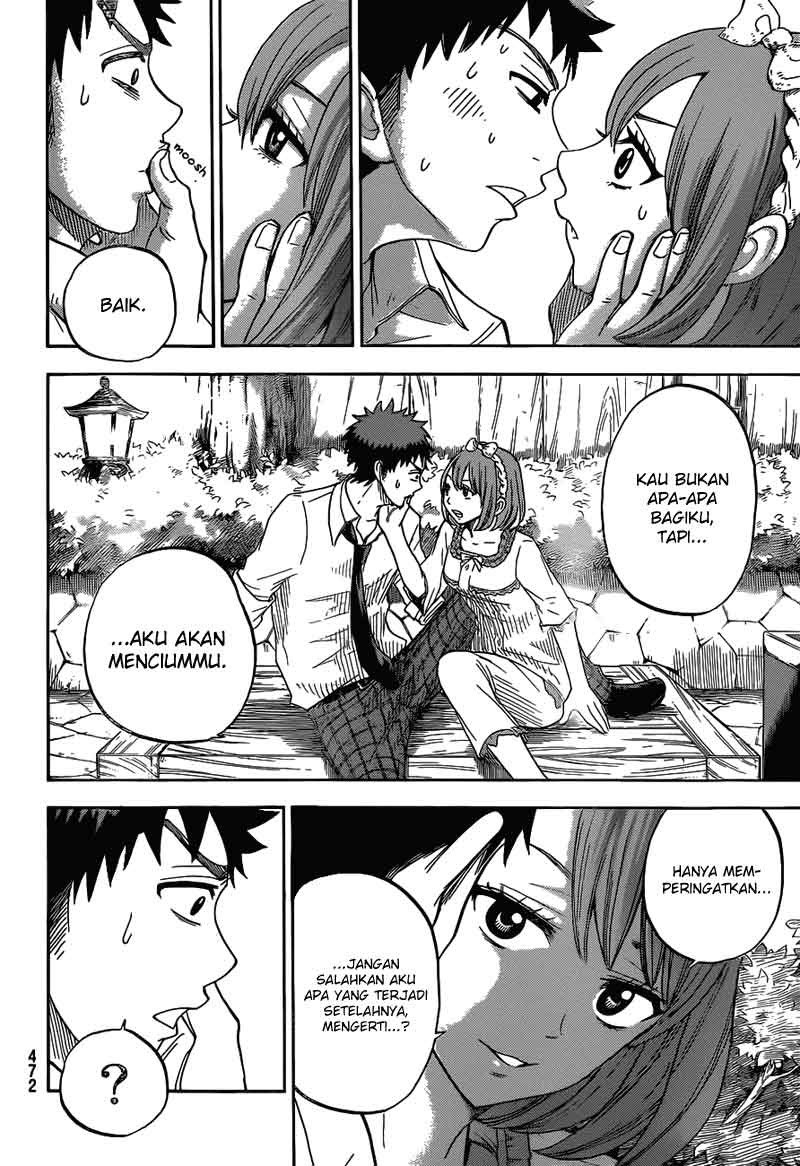 moosh
BAIK.
KAU BUKAN
APA-APA
BAGIKU,
TAPI...
...AKU AKAN
MENCIUMMU.
HANYA MEM-
PERINGATKAN...
...JANGAN
SALAHKAN AKU
APA YANG TERJADI
SETELAHNYA,
MENGERTI...?
?
472